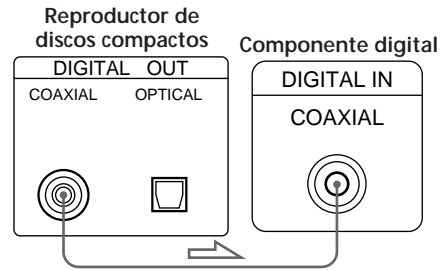 Reproductor de
discos compactos
DIGITAL OUT
COAXIAL OPTICAL
Componente digital
DIGITAL IN
COAXIAL